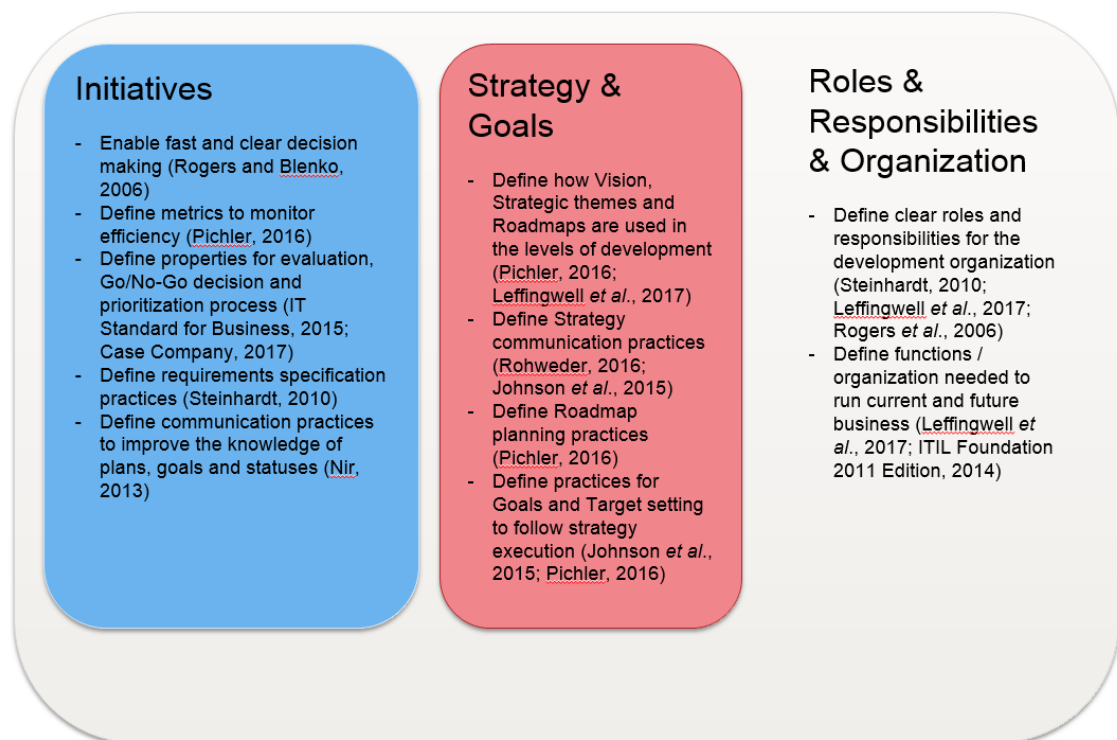 Initiatives
- Enable fast and clear decision
making (Rogers and Blenko,
2006)
- Define metrics to monitor
efficiency (Pichler, 2016)
- Define properties for evaluation,
Go/No-Go decision and
prioritization process (IT
Standard for Business, 2015;
Case Company, 2017)
- Define requirements specification
practices (Steinhardt, 2010)
- Define communication practices
to improve the knowledge of
plans, goals and statuses (Nir,
2013)
Strategy &
Goals
- Define how Vision,
Strategic themes and
Roadmaps are used in
the levels of development
(Pichler, 2016;
Leffingwell et al., 2017)
- Define Strategy
communication practices
(Rohweder, 2016;
Johnson et al., 2015)
- Define Roadmap
planning practices
(Pichler, 2016)
- Define practices for
Goals and Target setting
to follow strategy
execution (Johnson et al.,
2015; Pichler, 2016)
Roles &
Responsibilities
& Organization
- Define clear roles and
responsibilities for the
development organization
(Steinhardt, 2010;
Leffingwell et al., 2017;
Rogers et al., 2006)
- Define functions /
organization needed to
run current and future
business (Leffingwell et
al., 2017; ITIL Foundation
2011 Edition, 2014)